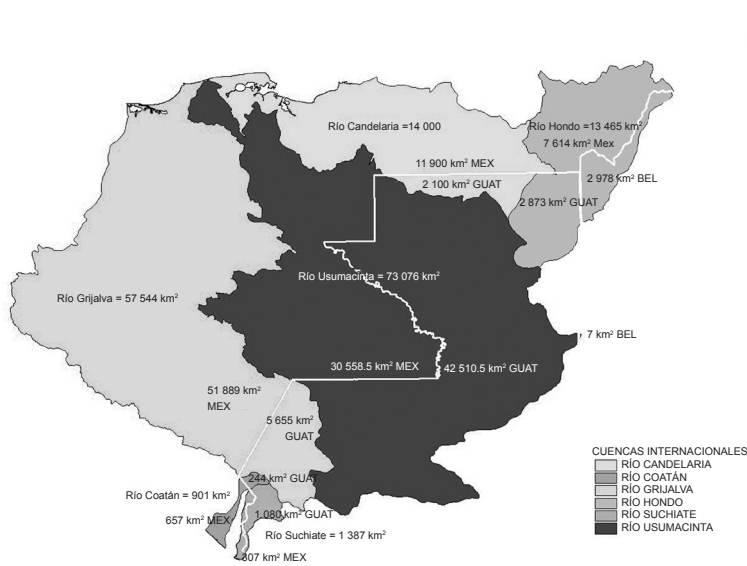 Río Candelaria =14 000
Río Hondo =13 465 km²
7 614 km² Mex
11 900 km² MEX
2 978 km² BEL
2 100 km² GUAT
2 873 km² GUAT
Río Usumacinta = 73 076 km²
Río Grijalva = 57 544 km²
7 km² BEL
30 558.5 km² MEX
42 510.5 km² GUAT
51 889 km²
MEX
5 655 km²
GUAT
244 km² GUAT
Río Coatán = 901 km²
1 080 km² GUAT
657 km² MEX
Río Suchiate = 1 387 km²
307 km² MEX
CUENCAS INTERNACIONALES
RÍO CANDELARIA
RÍO COATÁN
RÍO GRIJALVA
RÍO HONDO
RÍO SUCHIATE
RÍO USUMACINTA